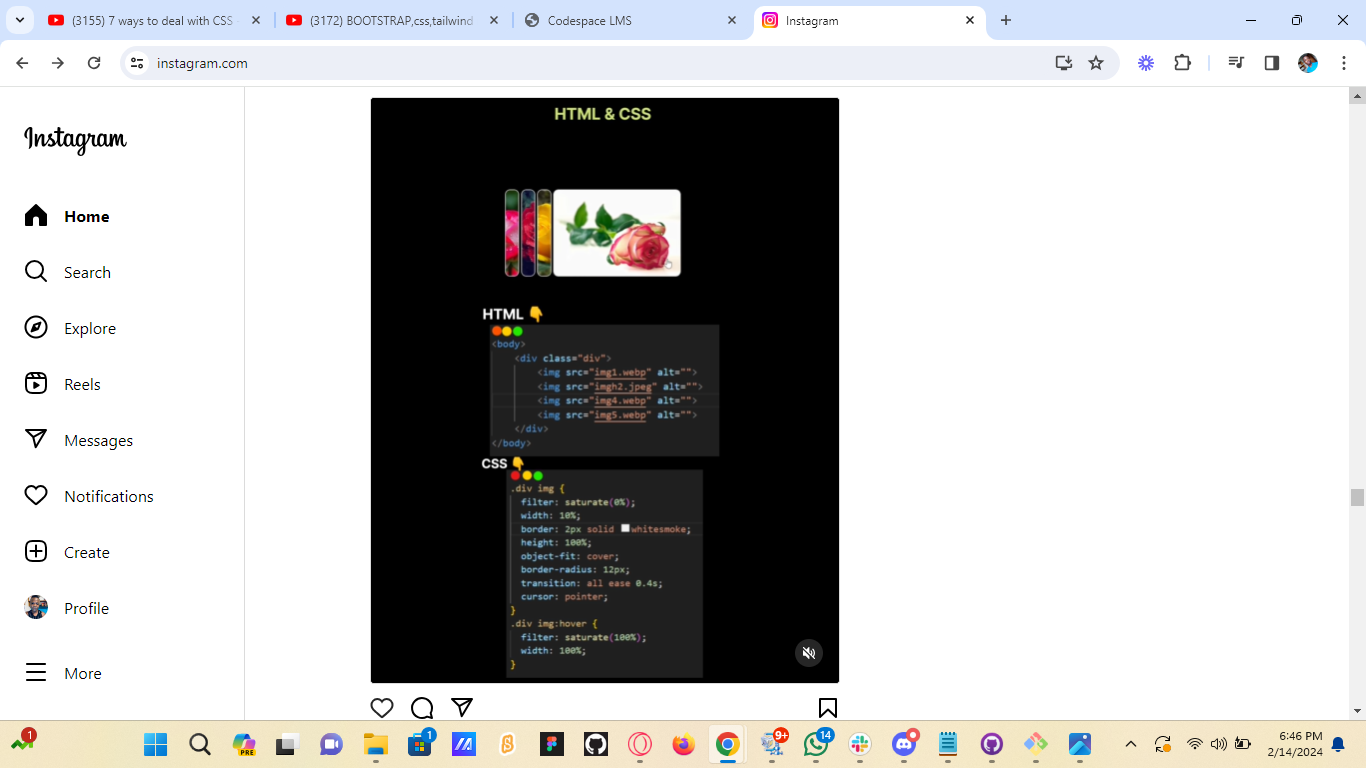 (3155) 7 ways to deal with CSS
(3172) BOOTSTRAP,css,tailwind
Codespace LMS
Instagram
instagram.com
Instagram
Home
Search
Explore
Reels
Messages
Notifications
Create
Profile
More
HTML & CSS
HTML 👇
<body>
<div class="div">
<img src="img1.webp" alt="">
<img src="imgh2.jpeg" alt="">
<img src="img4.webp" alt="">
<img src="img5.webp" alt="">
</div>
</body>
CSS 👇
.div img {
filter: saturate(0%);
width: 10%;
border: 2px solid whitesmoke;
height: 100%;
object-fit: cover;
border-radius: 12px;
transition: all ease 0.4s;
cursor: pointer;
}
.div img:hover {
filter: saturate(100%);
width: 100%;
}
1
PRE
1
9+
14
6:46 PM
2/14/2024